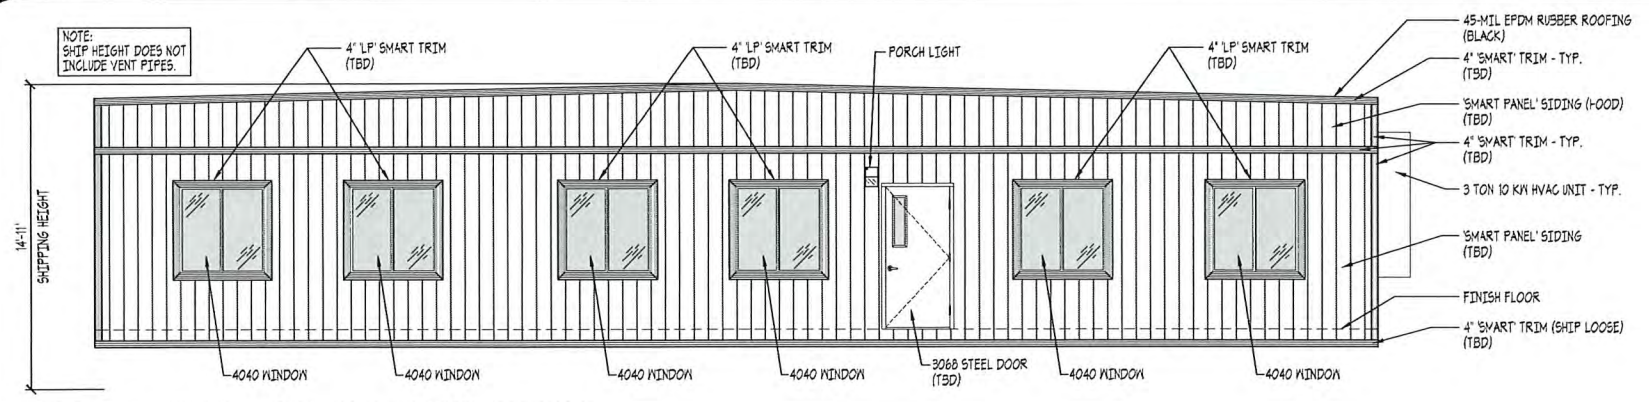 NOTE:
SHIP HEIGHT DOES NOT
INCLUDE VENT PIPES.
4" 'LP' SMART TRIM
(TBD)
4" 'LP' SMART TRIM
(TBD)
PORCH LIGHT
4" 'LP' SMART TRIM
(TBD)
45-MIL EPDM RUBBER ROOFING
(BLACK)
4" 'SMART' TRIM - TYP.
(TBD)
'SMART PANEL' SIDING (HOOD)
(TBD)
4" 'SMART' TRIM - TYP.
(TBD)
3 TON 10 KW HVAC UNIT - TYP.
'SMART PANEL' SIDING
(TBD)
FINISH FLOOR
4" 'SMART' TRIM (SHIP LOOSE)
(TBD)
14'-11"
SHIPPING HEIGHT
4040 WINDOW
4040 WINDOW
4040 WINDOW
4040 WINDOW
3068 STEEL DOOR
(TBD)
4040 WINDOW
4040 WINDOW